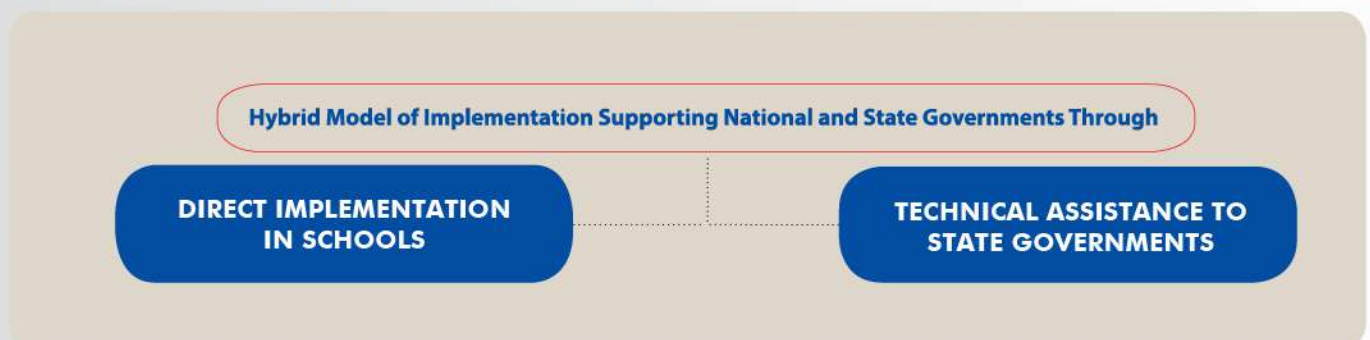 Hybrid Model of Implementation Supporting National and State Governments Through
DIRECT IMPLEMENTATION
IN SCHOOLS
TECHNICAL ASSISTANCE TO
STATE GOVERNMENTS